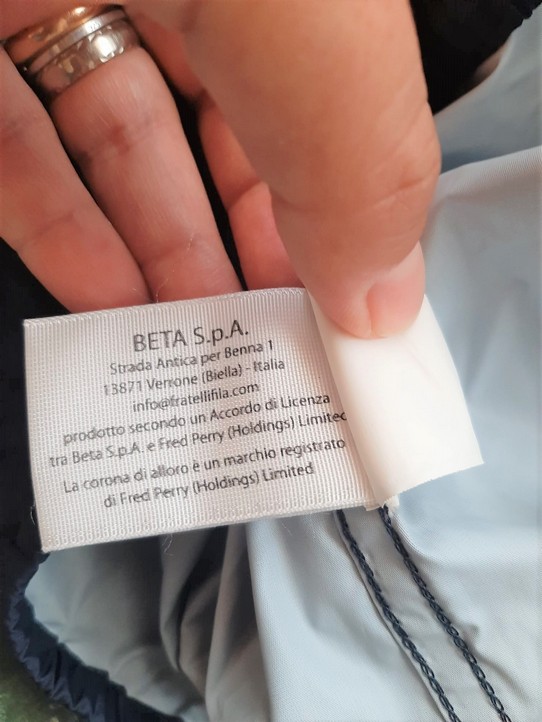 BETA S.p.A.
Strada Antica per Benna 1
13871 Verrone (Biella) - Italia
info@fratellifila.com
prodotto secondo un Accordo di Licenza
tra Beta S.p.A. e Fred Perry (Holdings) Limited
La corona di alloro è un marchio registrato
di Fred Perry (Holdings) Limited